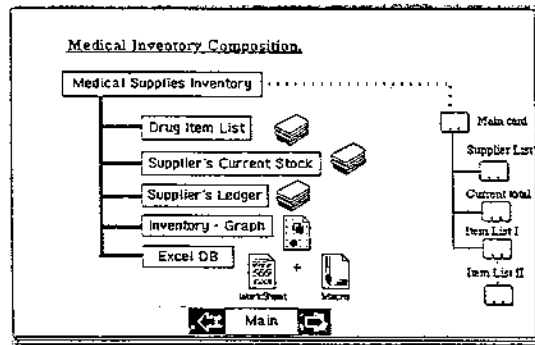 Medical Inventory Composition.
Medical Supplies Inventory
Drug Item List
Supplier's Current Stock
Supplier's Ledger
Inventory - Graph
Excel DB
WorkSheet
+
Macro
Main card
Supplier List
Current total
Item List I
Item List II
Main